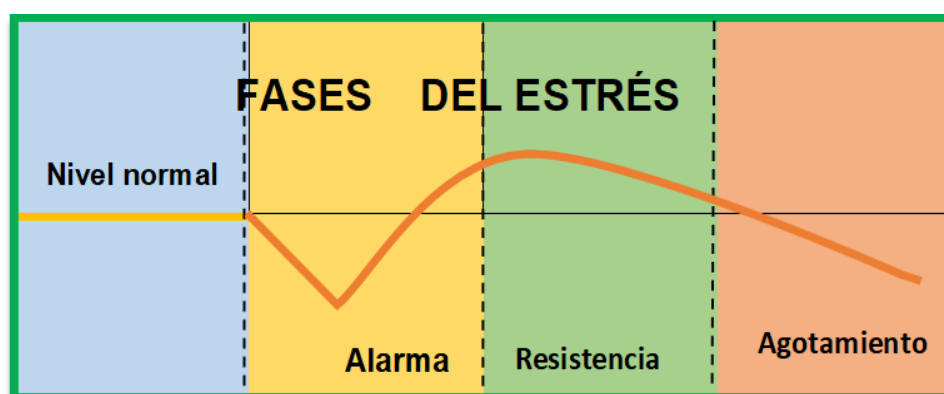 FASES DEL ESTRÉS
Nivel normal
Alarma
Resistencia
Agotamiento